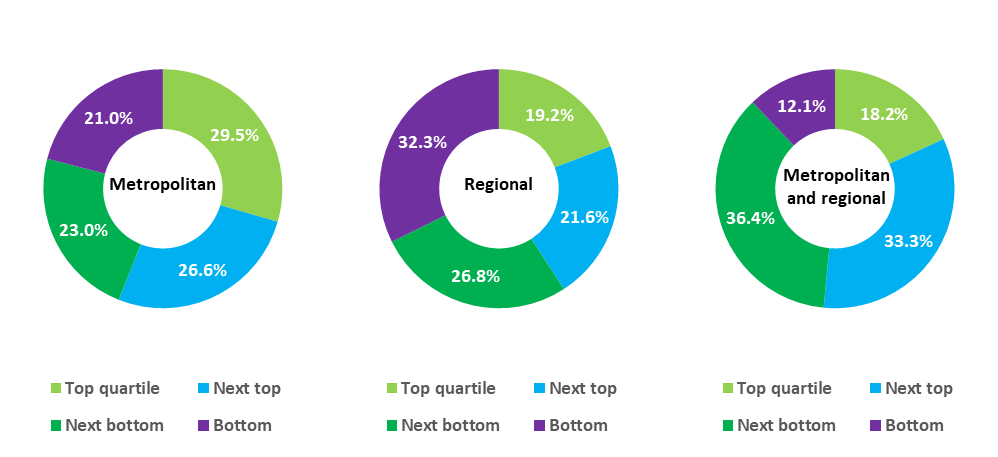 29.5%
26.6%
23.0%
21.0%
Metropolitan
Top quartile
Next top
Next bottom
Bottom
19.2%
21.6%
26.8%
32.3%
Regional
Top quartile
Next top
Next bottom
Bottom
18.2%
33.3%
36.4%
12.1%
Metropolitan
and regional
Top quartile
Next top
Next bottom
Bottom